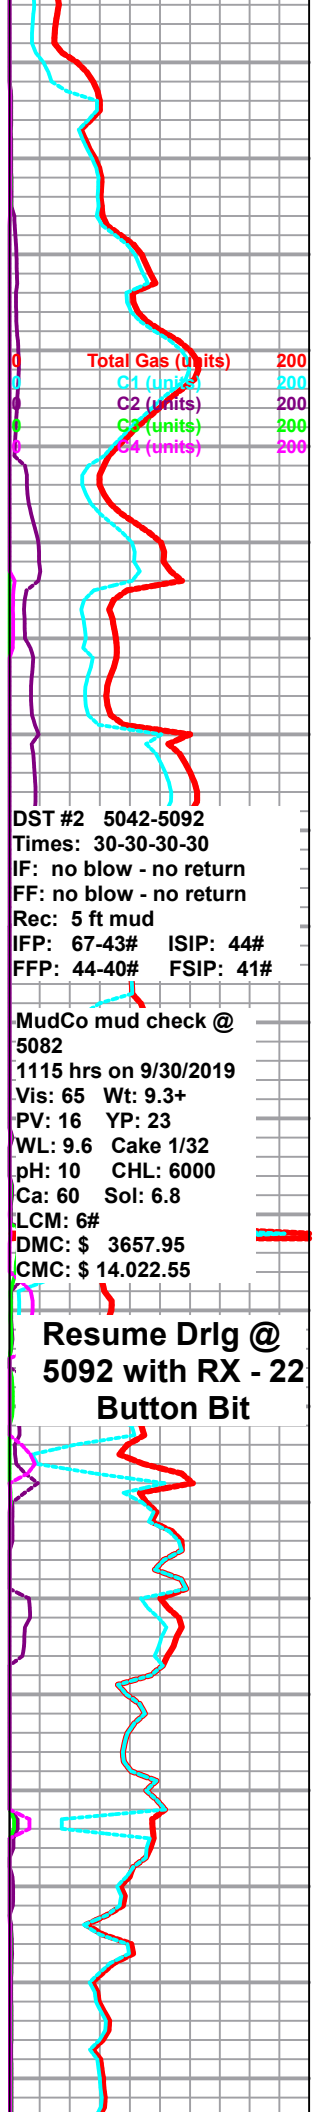 0 Total Gas (units) 200
0 C1 (units) 200
0 C2 (units) 200
0 C3 (units) 200
0 C4 (units) 200
DST #2 5042-5092
Times: 30-30-30-30
IF: no blow - no return
FF: no blow - no return
Rec: 5 ft mud
IFP: 67-43# ISIP: 44#
FFP: 44-40# FSIP: 41#
MudCo mud check @
5082
1115 hrs on 9/30/2019
Vis: 65 Wt: 9.3+
PV: 16 YP: 23
WL: 9.6 Cake 1/32
pH: 10 CHL: 6000
Ca: 60 Sol: 6.8
LCM: 6#
DMC: $ 3657.95
CMC: $ 14.022.55
Resume Drlg @
5092 with RX - 22
Button Bit